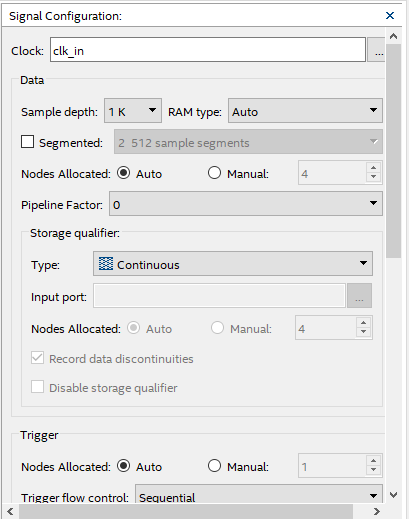 Signal Configuration:
Clock: clk_in ...
Data
Sample depth: 1 K RAM type: Auto
Segmented: 2 512 sample segments
Nodes Allocated: Auto Manual: 4
Pipeline Factor: 0
Storage qualifier:
Type: Continuous
Input port: ...
Nodes Allocated: Auto Manual: 4
Record data discontinuities
Disable storage qualifier
Trigger
Nodes Allocated: Auto Manual: 1
Trigger flow control: Sequential